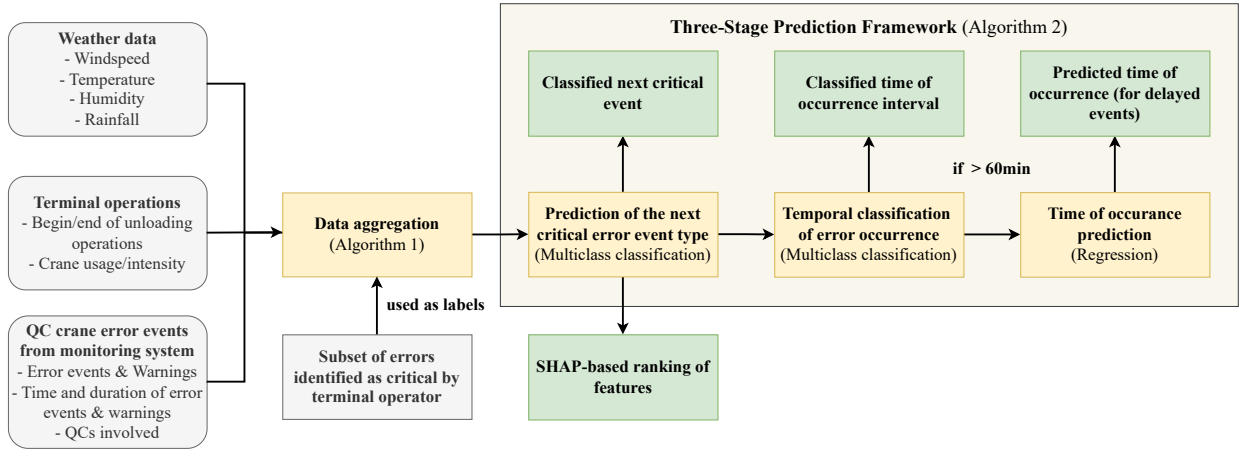 Three-Stage Prediction Framework (Algorithm 2)
Weather data
- Windspeed
- Temperature
- Humidity
- Rainfall
Terminal operations
- Begin/end of unloading
operations
- Crane usage/intensity
QC crane error events
from monitoring system
- Error events & Warnings
- Time and duration of error
events & warnings
- QCs involved
Data aggregation
(Algorithm 1)
used as labels
Subset of errors
identified as critical by
terminal operator
Classified next critical
event
Prediction of the next
critical error event type
(Multiclass classification)
SHAP-based ranking of
features
Classified time of
occurrence interval
Temporal classification
of error occurrence
(Multiclass classification)
if > 60min
Predicted time of
occurrence (for delayed
events)
Time of occurance
prediction
(Regression)